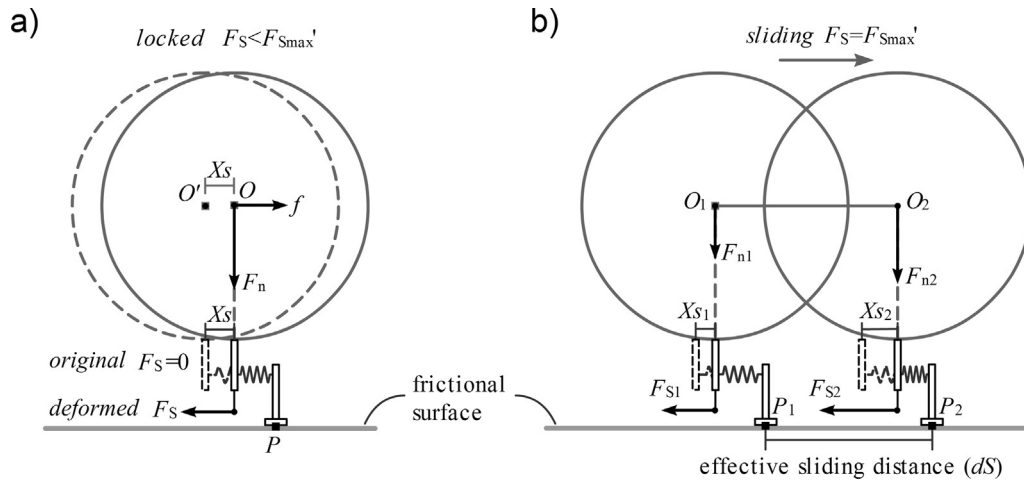 a)
locked F_S<F_Smax'
Xs
O' O f
F_n
Xs
original F_S=0
deformed F_S
P
frictional
surface
b)
sliding F_S=F_Smax'
O_1 O_2
F_n1
F_n2
Xs_1 Xs_2
F_S1 F_S2
P_1 P_2
effective sliding distance (dS)